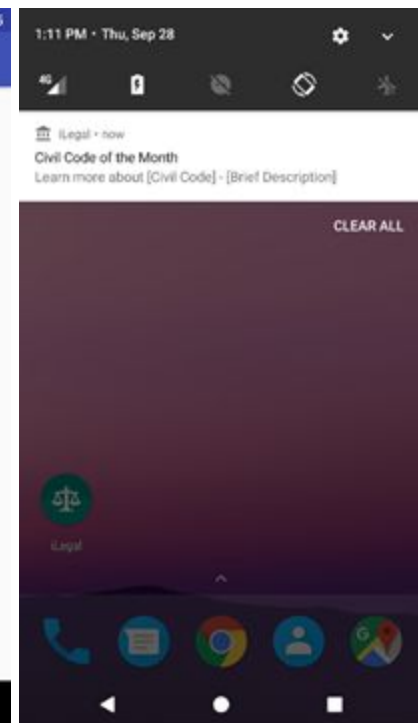 1:11 PM • Thu, Sep 28
4G
iLegal • now
Civil Code of the Month
Learn more about [Civil Code] - [Brief Description]
CLEAR ALL
iLegal
G